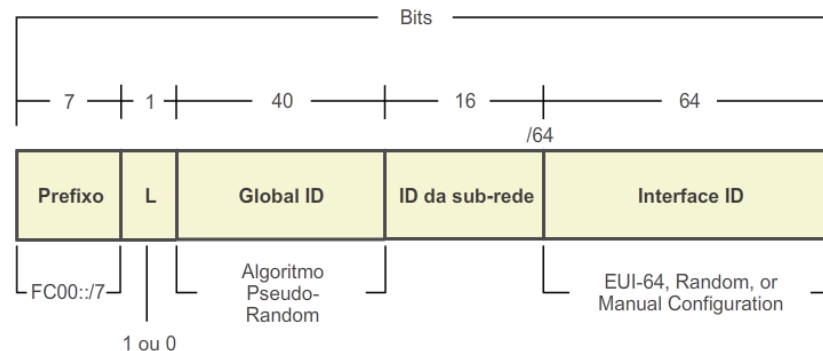 Bits
7 1 40 16 64
/64
Prefixo L Global ID ID da sub-rede Interface ID
FC00::/7
Algoritmo
Pseudo-
Random
EUI-64, Random, or
Manual Configuration
1 ou 0